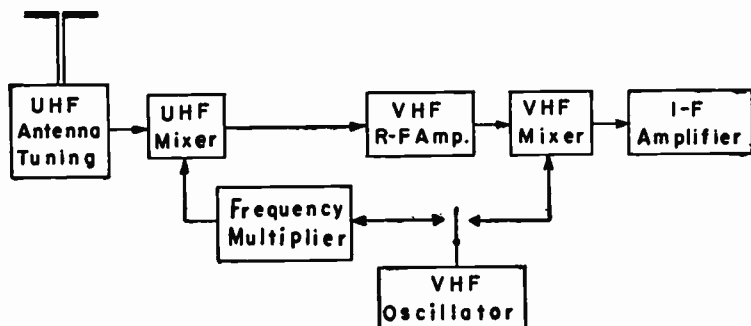 UHF
Antenna
Tuning
UHF
Mixer
VHF
R-F Amp.
VHF
Mixer
I-F
Amplifier
Frequency
Multiplier
VHF
Oscillator